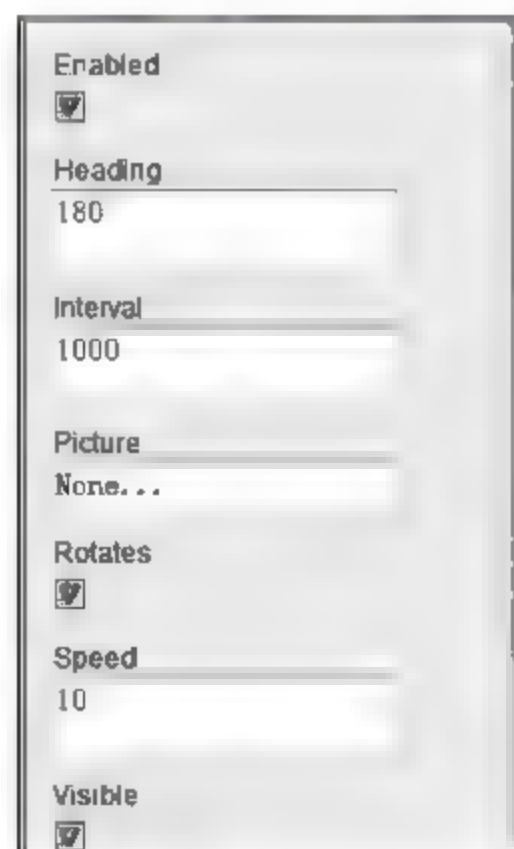 Enabled
Heading
180
Interval
1000
Picture
None...
Rotates
Speed
10
Visible